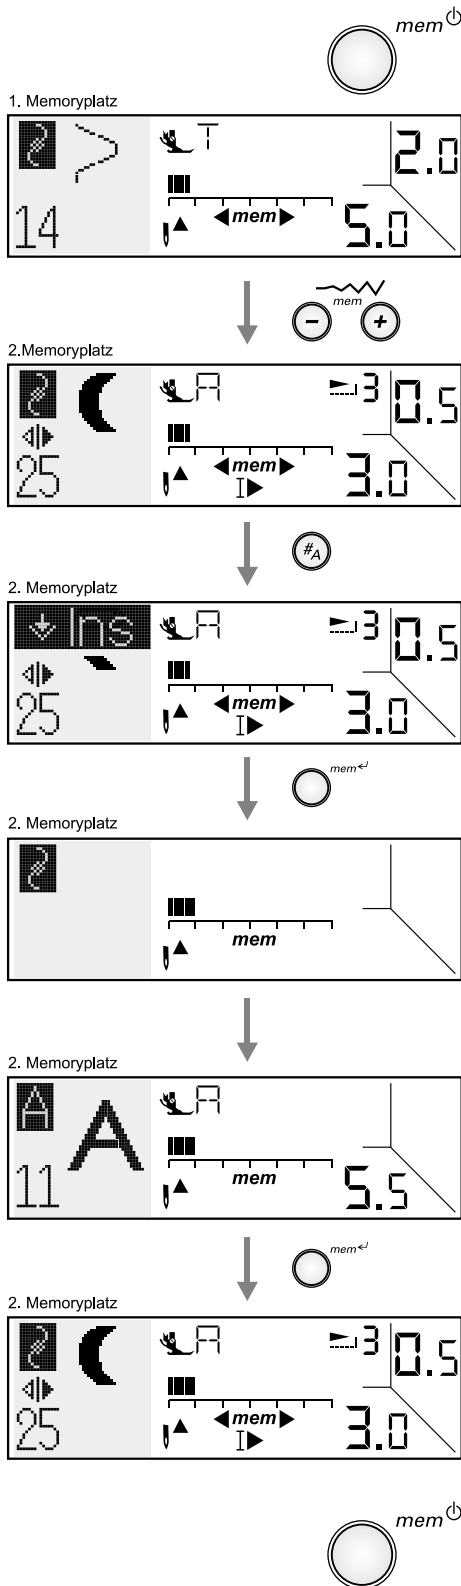 mem
1. Memoryplatz
T
2.0
14
mem
5.0
mem
- +
2.Memoryplatz
A 3 0.5
25
mem
3.0
#A
2. Memoryplatz
Ins
A 3 0.5
25
mem
3.0
mem
2. Memoryplatz
mem
2. Memoryplatz
A
A
A
11
mem
5.5
mem
2. Memoryplatz
A 3 0.5
25
mem
3.0
mem